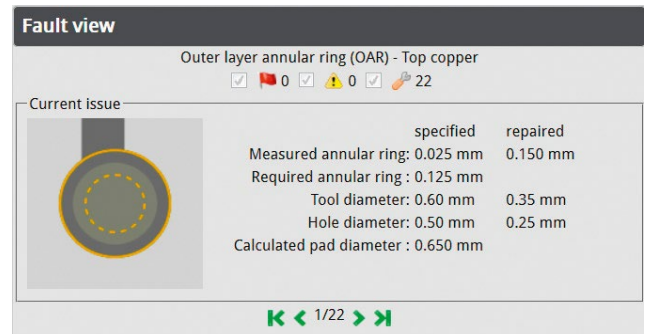 Fault view
Outer layer annular ring (OAR) - Top copper
0 0 22
Current issue
specified repaired
Measured annular ring: 0.025 mm 0.150 mm
Required annular ring : 0.125 mm
Tool diameter: 0.60 mm 0.35 mm
Hole diameter: 0.50 mm 0.25 mm
Calculated pad diameter : 0.650 mm
1/22